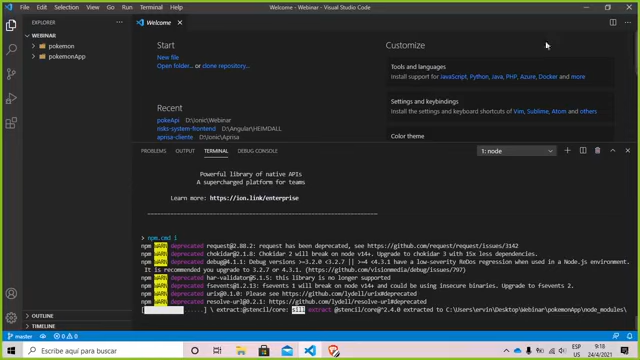 File Edit Selection View Go Run Terminal Help
Welcome - Webinar - Visual Studio Code
EXPLORER
WEBINAR
pokemon
pokemonApp
OUTLINE
TIMELINE
Welcome
Start
New file
Open folder... or clone repository...
Recent
pokeApi D:\Ionic\Webinar
risks-system-frontend D:\Angular\HEIMDALL
aprisa-cliente D:\Ionic\Aprisa
Customize
Tools and languages
Install support for JavaScript, Python, Java, PHP, Azure, Docker and more
Settings and keybindings
Install the settings and keyboard shortcuts of Vim, Sublime, Atom and others
Color theme
PROBLEMS OUTPUT TERMINAL DEBUG CONSOLE
1: node
Powerful library of native APIs
A supercharged platform for teams
Learn more: https://ion.link/enterprise
> npm.cmd i
npm WARN deprecated request@2.88.2: request has been deprecated, see https://github.com/request/request/issues/3142
npm WARN deprecated chokidar@2.1.8: Chokidar 2 will break on node v14+. Upgrade to chokidar 3 with 15x less dependencies.
npm WARN deprecated debug@4.1.1: Debug versions >=3.2.0 <3.2.7 || >=4 <4.3.1 have a low-severity ReDos regression when used in a Node.js environment.
It is recommended you upgrade to 3.2.7 or 4.3.1. (https://github.com/visionmedia/debug/issues/797)
npm WARN deprecated har-validator@5.1.5: this library is no longer supported
npm WARN deprecated fsevents@1.2.13: fsevents 1 will break on node v14+ and could be using insecure binaries. Upgrade to fsevents 2.
npm WARN deprecated urix@0.1.0: Please see https://github.com/lydell/urix#deprecated
npm WARN deprecated resolve-url@0.2.1: https://github.com/lydell/resolve-url#deprecated
[ ......] \ extract:@stencil/core: sill extract @stencil/core@^2.4.0 extracted to C:\Users\ervin\Desktop\Webinar\pokemonApp\node_modules\
master
0 0
Escribe aquí para buscar
ESP
9:18
24/4/2021